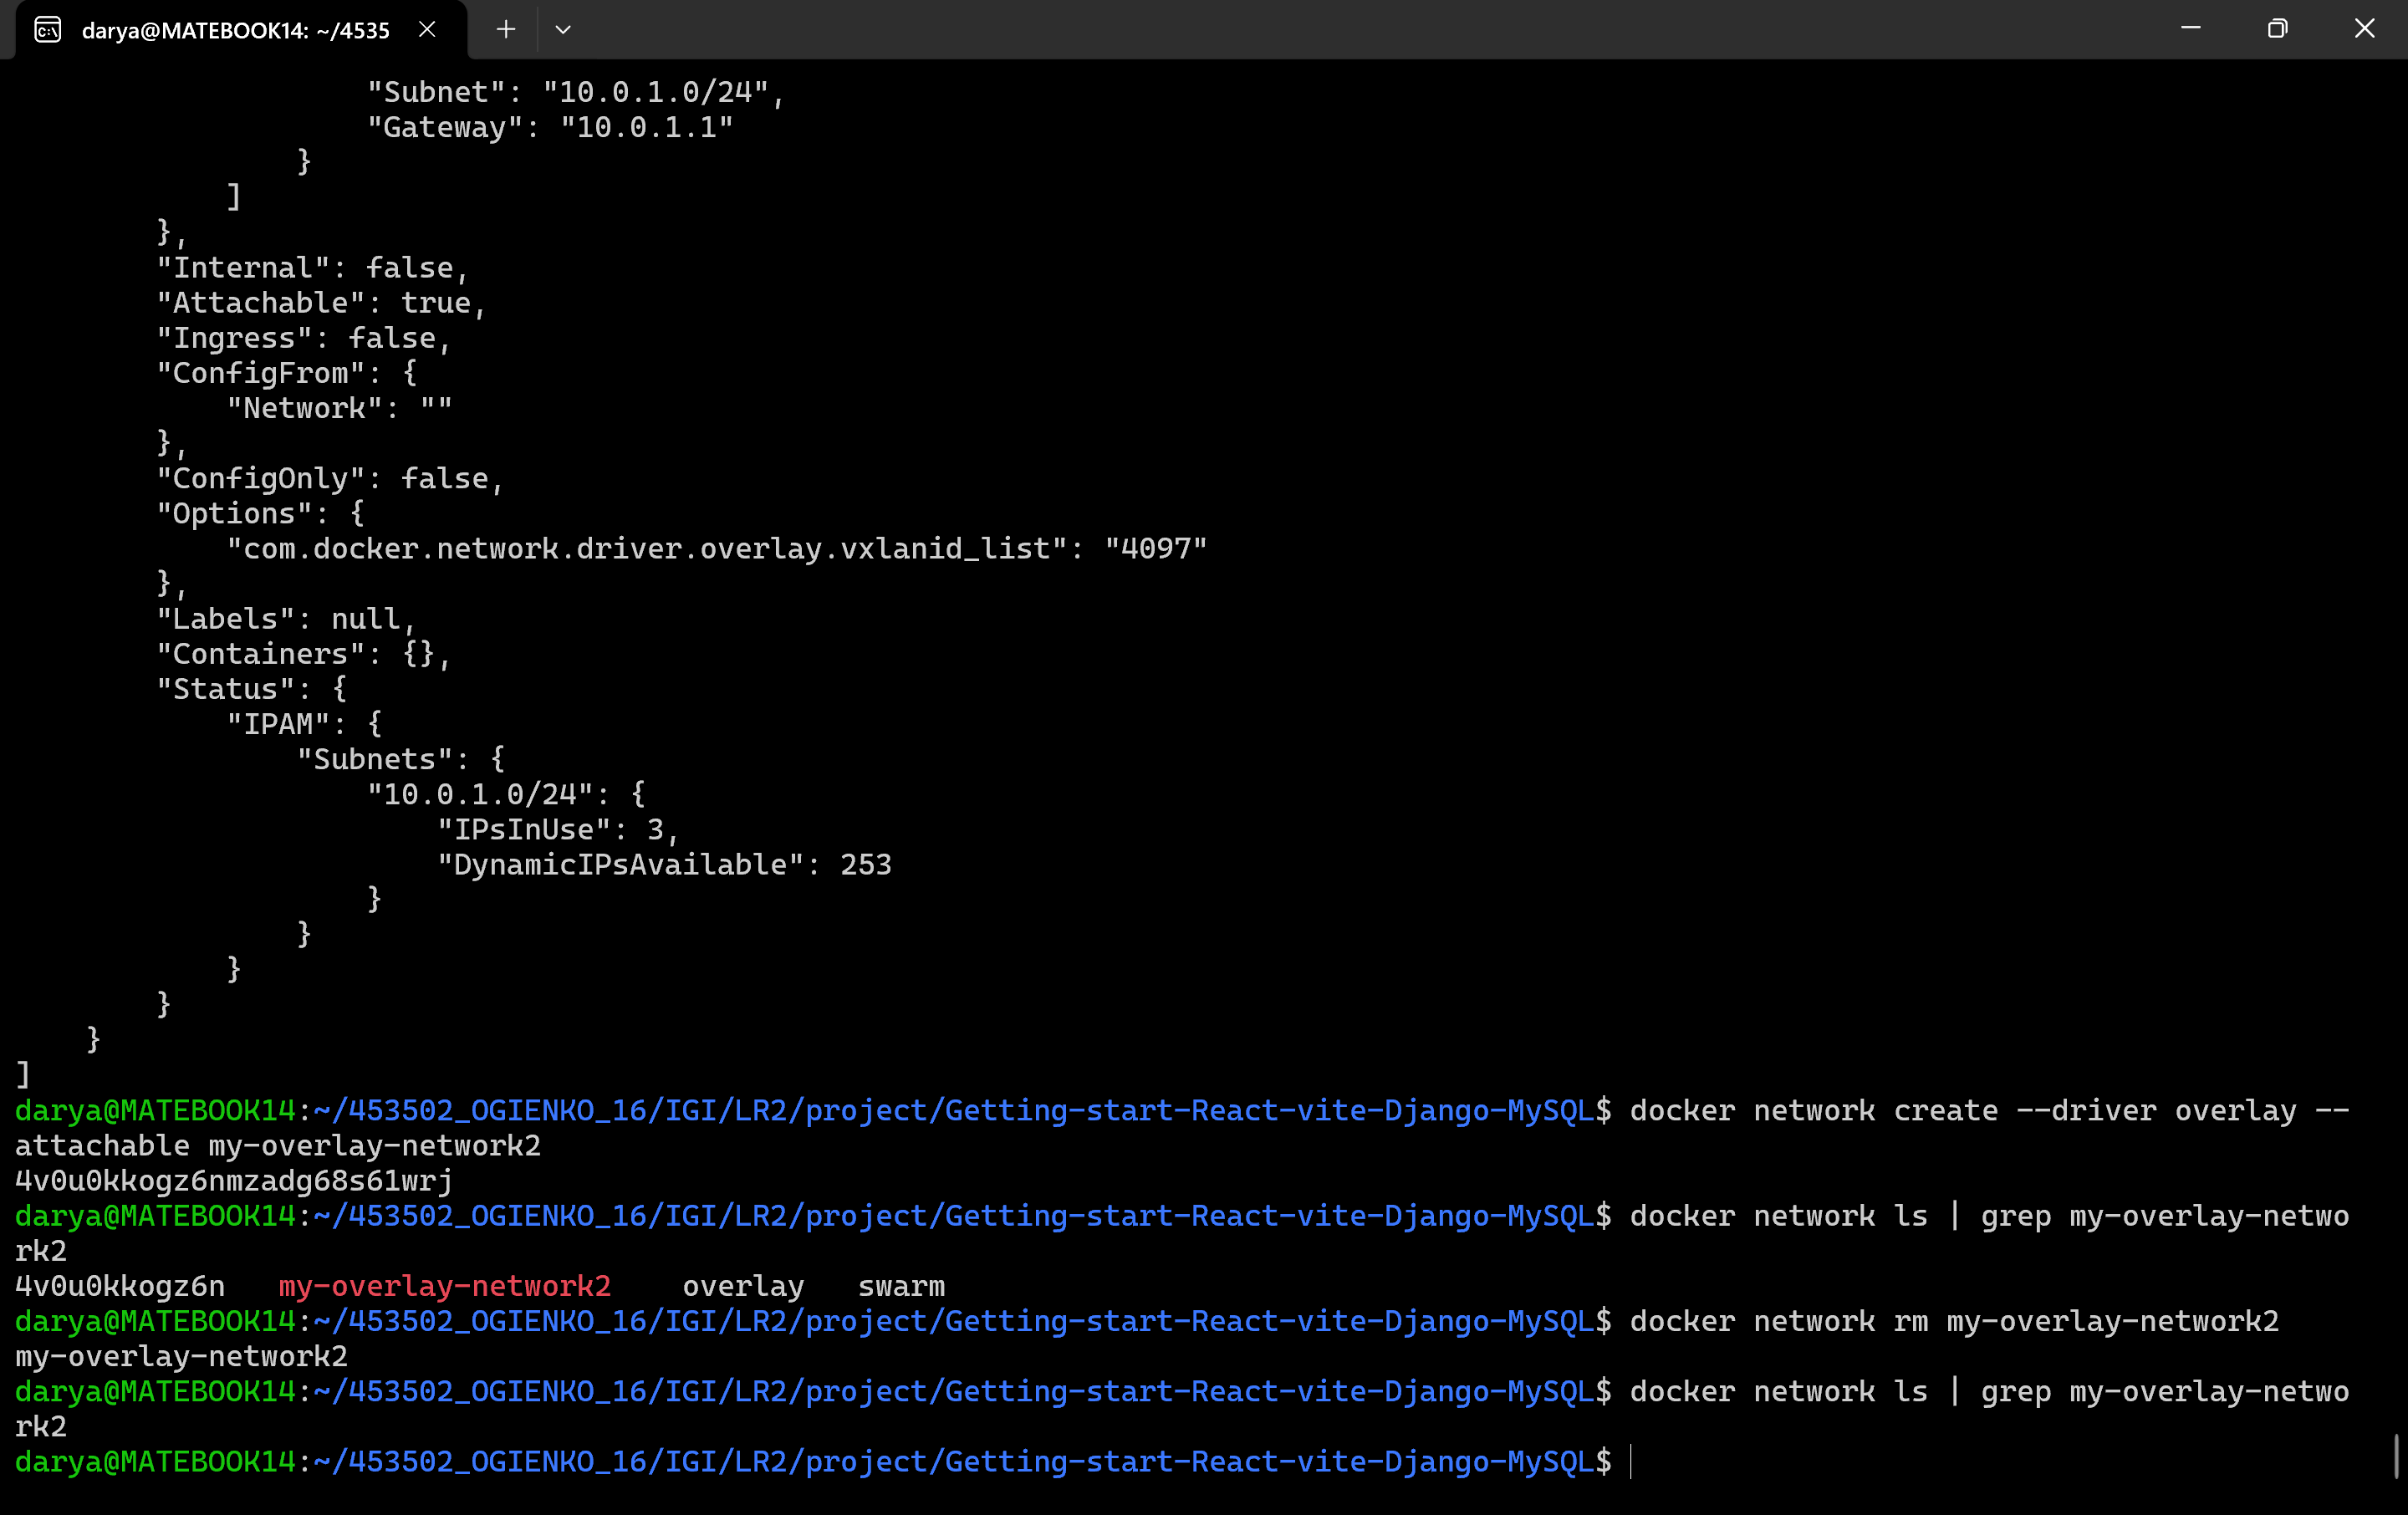 darya@MATEBOOK14: ~/4535
"Subnet": "10.0.1.0/24",
"Gateway": "10.0.1.1"
}
]
},
"Internal": false,
"Attachable": true,
"Ingress": false,
"ConfigFrom": {
"Network": ""
},
"ConfigOnly": false,
"Options": {
"com.docker.network.driver.overlay.vxlanid_list": "4097"
},
"Labels": null,
"Containers": {},
"Status": {
"IPAM": {
"Subnets": {
"10.0.1.0/24": {
"IPsInUse": 3,
"DynamicIPsAvailable": 253
}
}
}
}
}
]
darya@MATEBOOK14:~/453502_OGIENKO_16/IGI/LR2/project/Getting-start-React-vite-Django-MySQL$ docker network create --driver overlay --
attachable my-overlay-network2
4v0u0kkogz6nmzadg68s61wrj
darya@MATEBOOK14:~/453502_OGIENKO_16/IGI/LR2/project/Getting-start-React-vite-Django-MySQL$ docker network ls | grep my-overlay-netwo
rk2
4v0u0kkogz6n   my-overlay-network2    overlay   swarm
darya@MATEBOOK14:~/453502_OGIENKO_16/IGI/LR2/project/Getting-start-React-vite-Django-MySQL$ docker network rm my-overlay-network2
my-overlay-network2
darya@MATEBOOK14:~/453502_OGIENKO_16/IGI/LR2/project/Getting-start-React-vite-Django-MySQL$ docker network ls | grep my-overlay-netwo
rk2
darya@MATEBOOK14:~/453502_OGIENKO_16/IGI/LR2/project/Getting-start-React-vite-Django-MySQL$